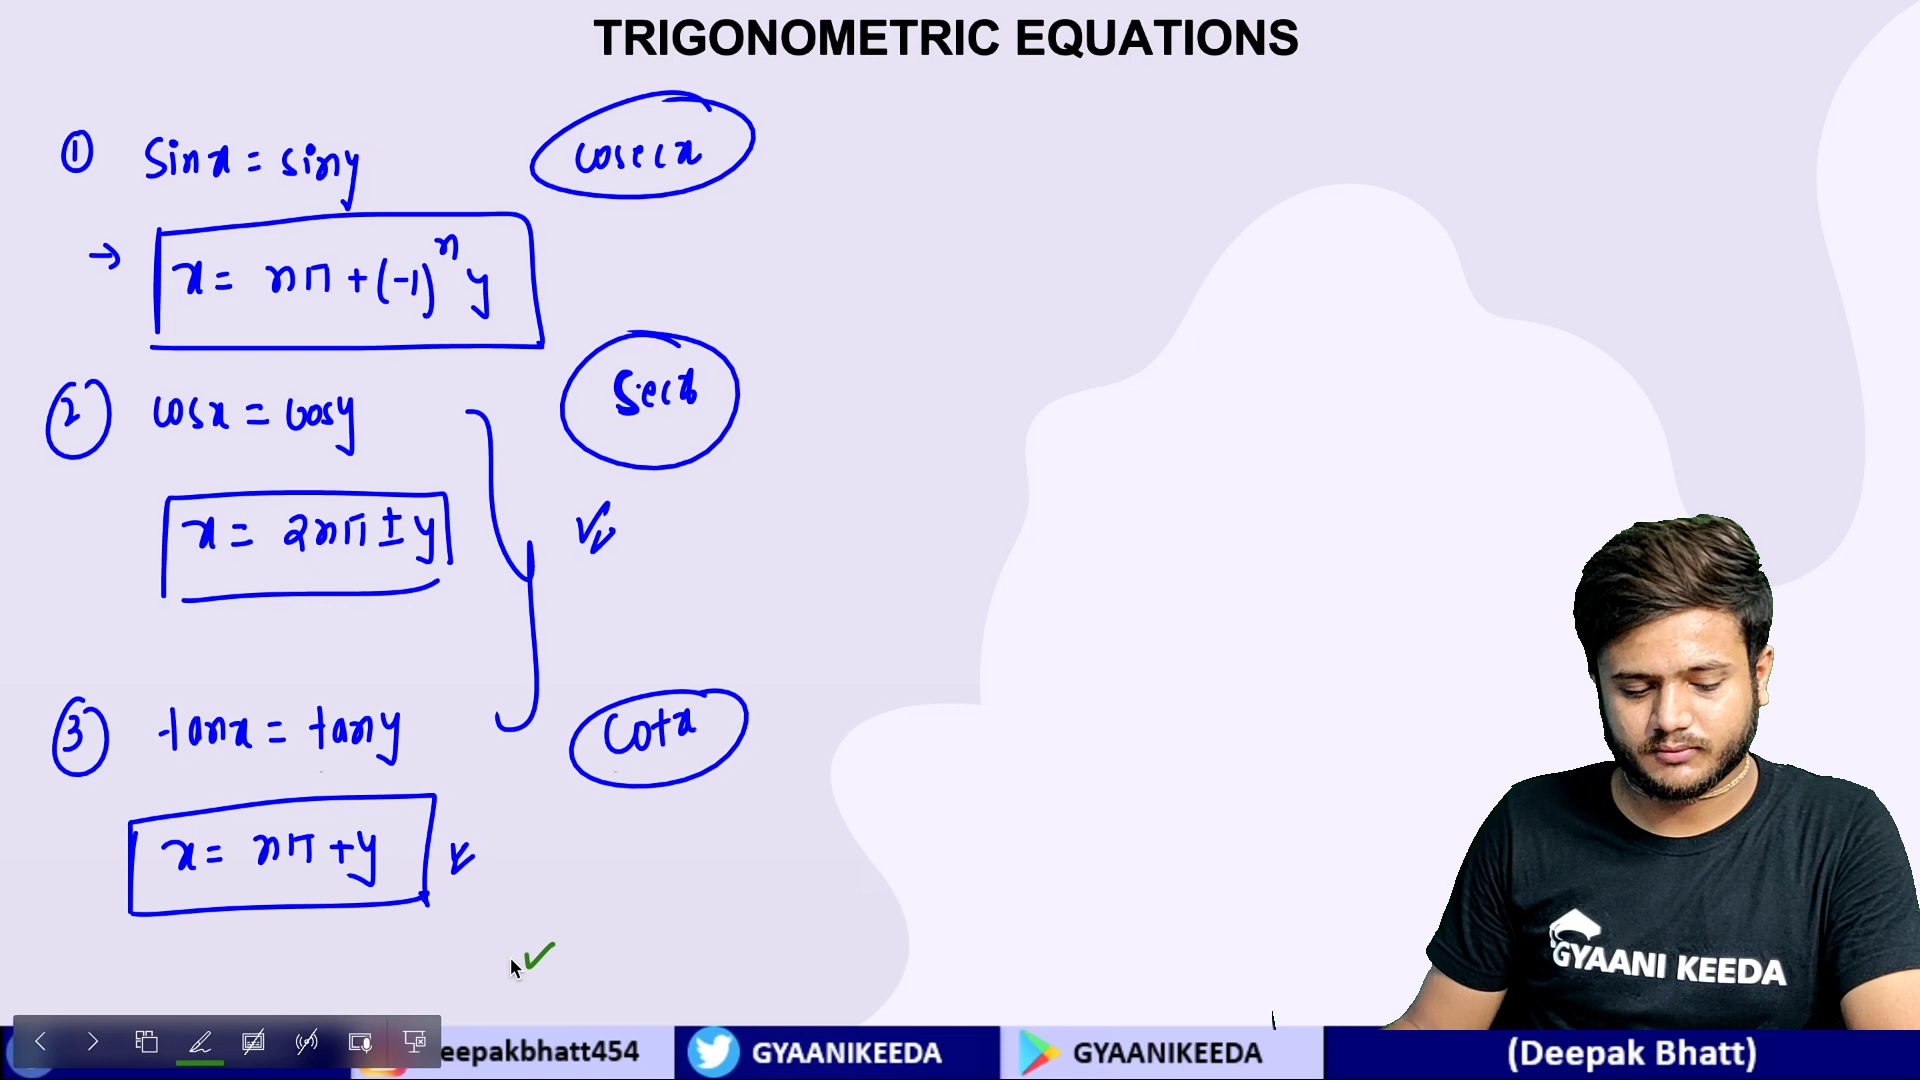 TRIGONOMETRIC EQUATIONS
① sinx = siny
cosecx
→ x = nπ + (-1)ⁿ y
② cosx = cosy
secx
x = 2nπ ± y
③ tanx = tany
cotx
x = nπ + y
GYAANI KEEDA
eepakbhatt454
GYAANIKEEDA
GYAANIKEEDA
(Deepak Bhatt)